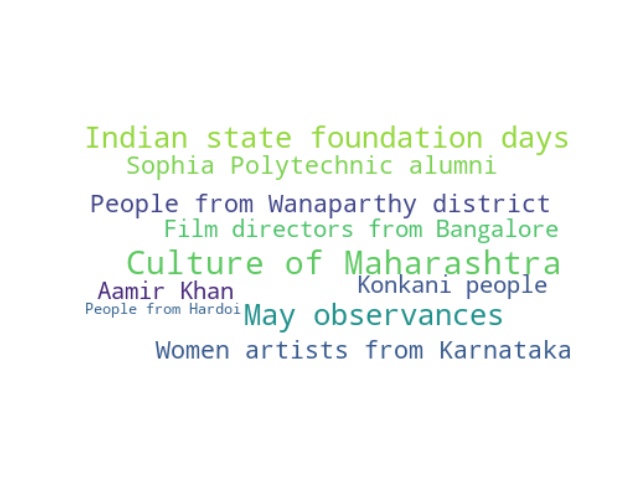 Indian state foundation days
Sophia Polytechnic alumni
People from Wanaparthy district
Film directors from Bangalore
Culture of Maharashtra
Aamir Khan
Konkani people
People from Hardoi
May observances
Women artists from Karnataka